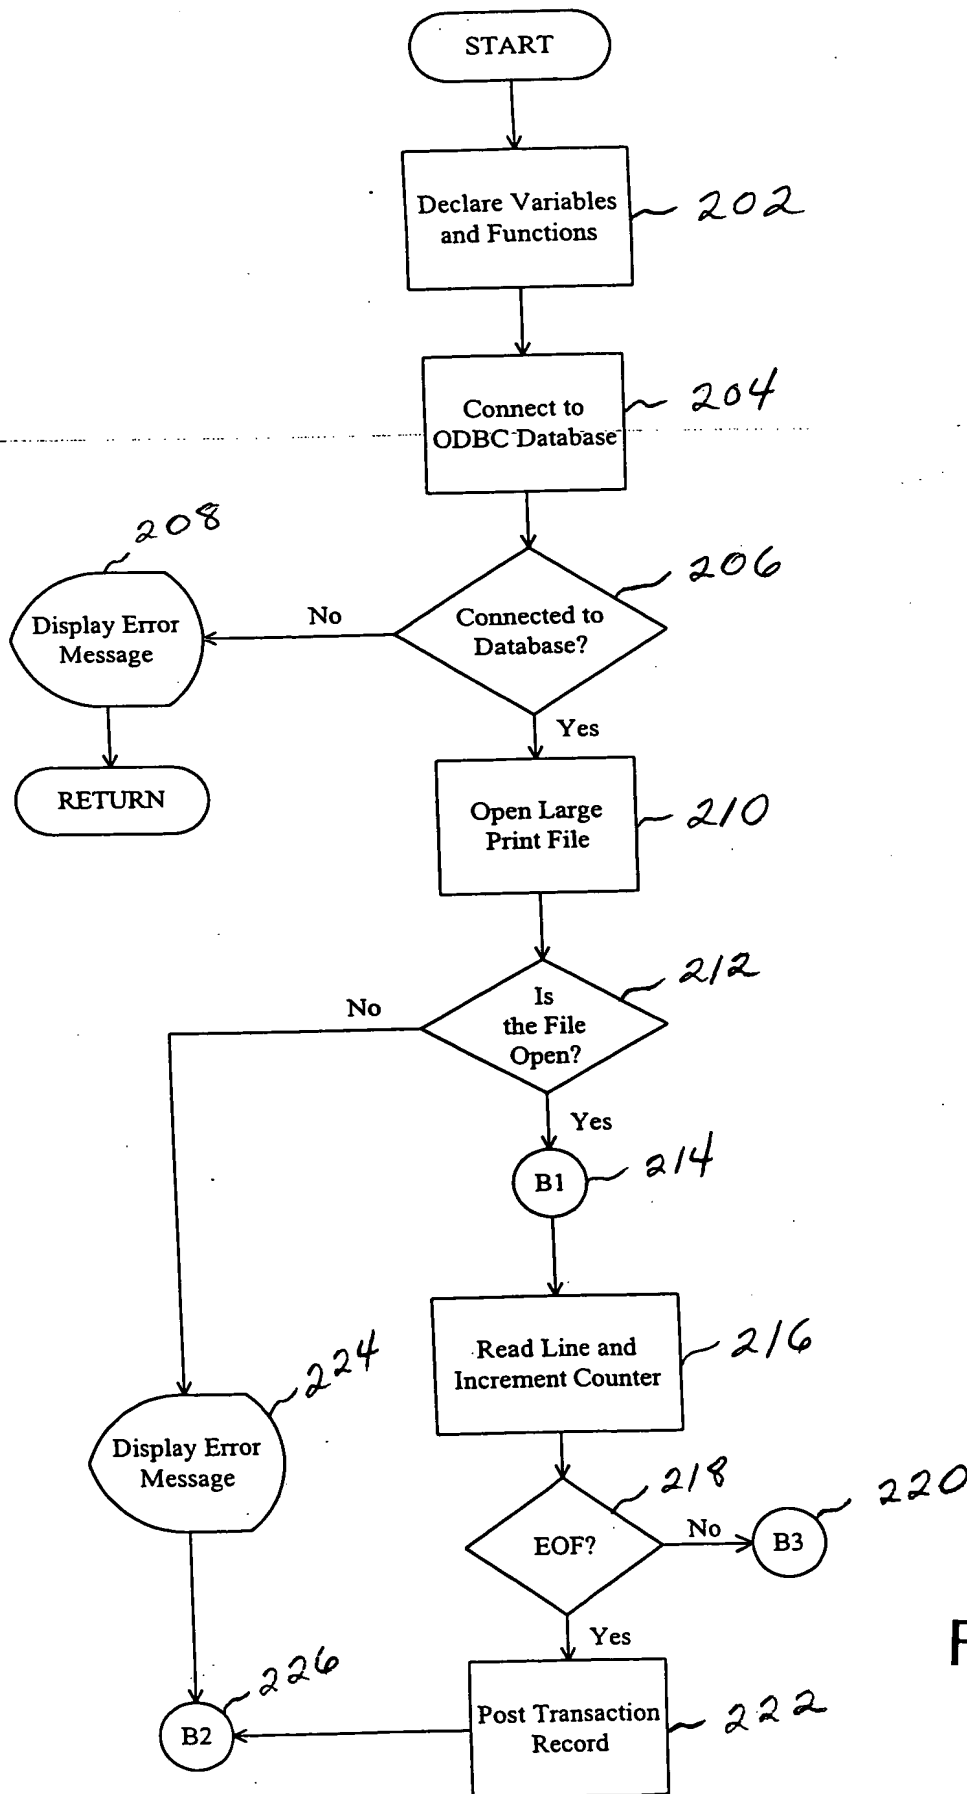 START
Declare Variables
and Functions
202
Connect to
ODBC Database
204
208
206
Display Error
Message
No
Connected to
Database?
Yes
RETURN
Open Large
Print File
210
212
No
Is
the File
Open?
Yes
B1
214
Read Line and
Increment Counter
216
224
Display Error
Message
218
220
EOF?
No
B3
Yes
226
Post Transaction
Record
222
B2